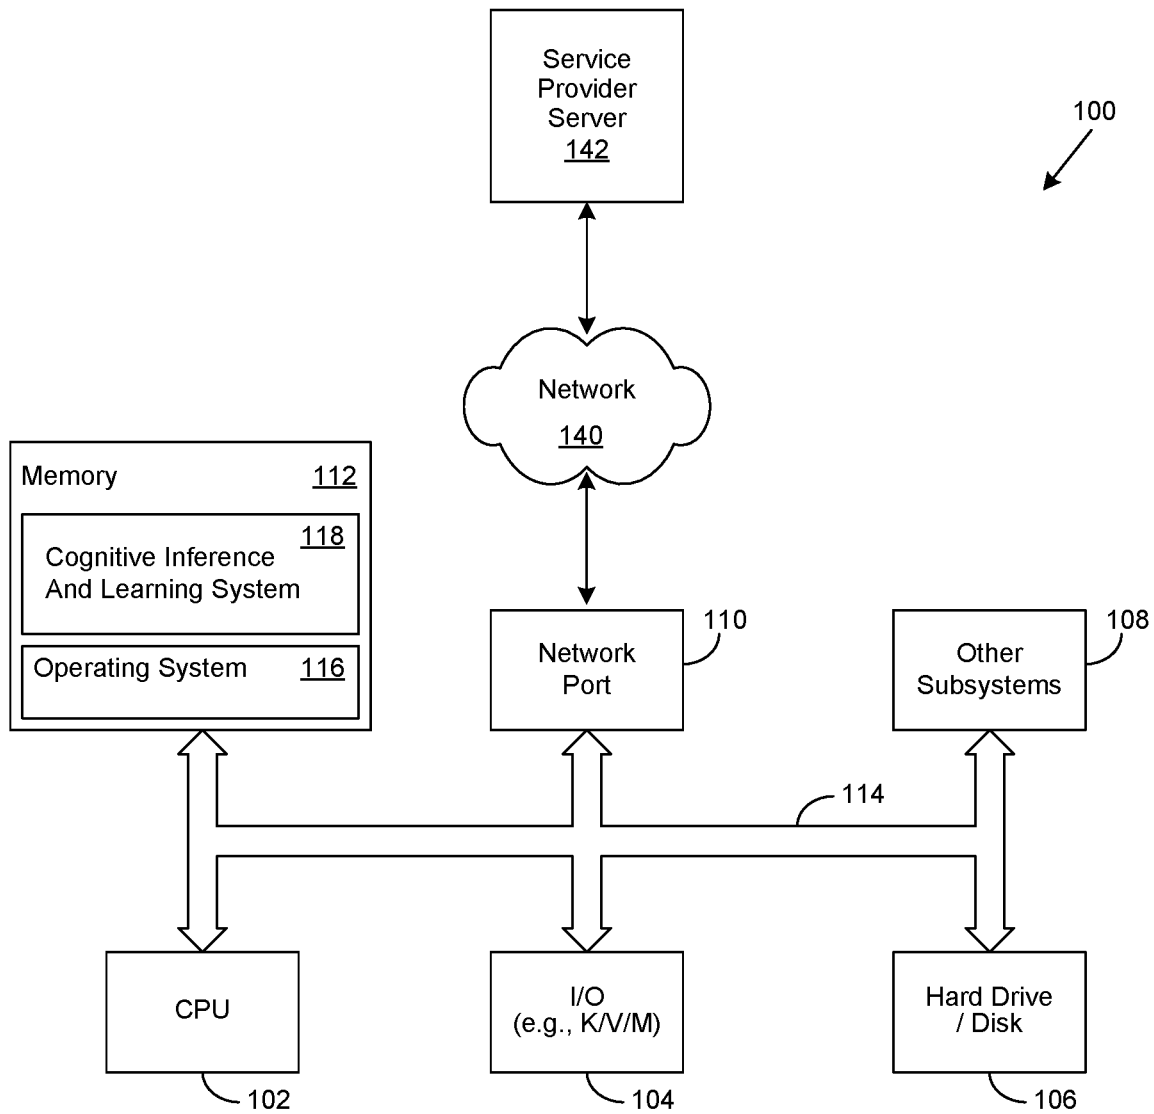 Service
Provider
Server
142
100
Network
140
Memory 112
118
Cognitive Inference
And Learning System
Operating System 116
Network
Port
110
Other
Subsystems
108
114
CPU
102
I/O
(e.g., K/V/M)
104
Hard Drive
/ Disk
106